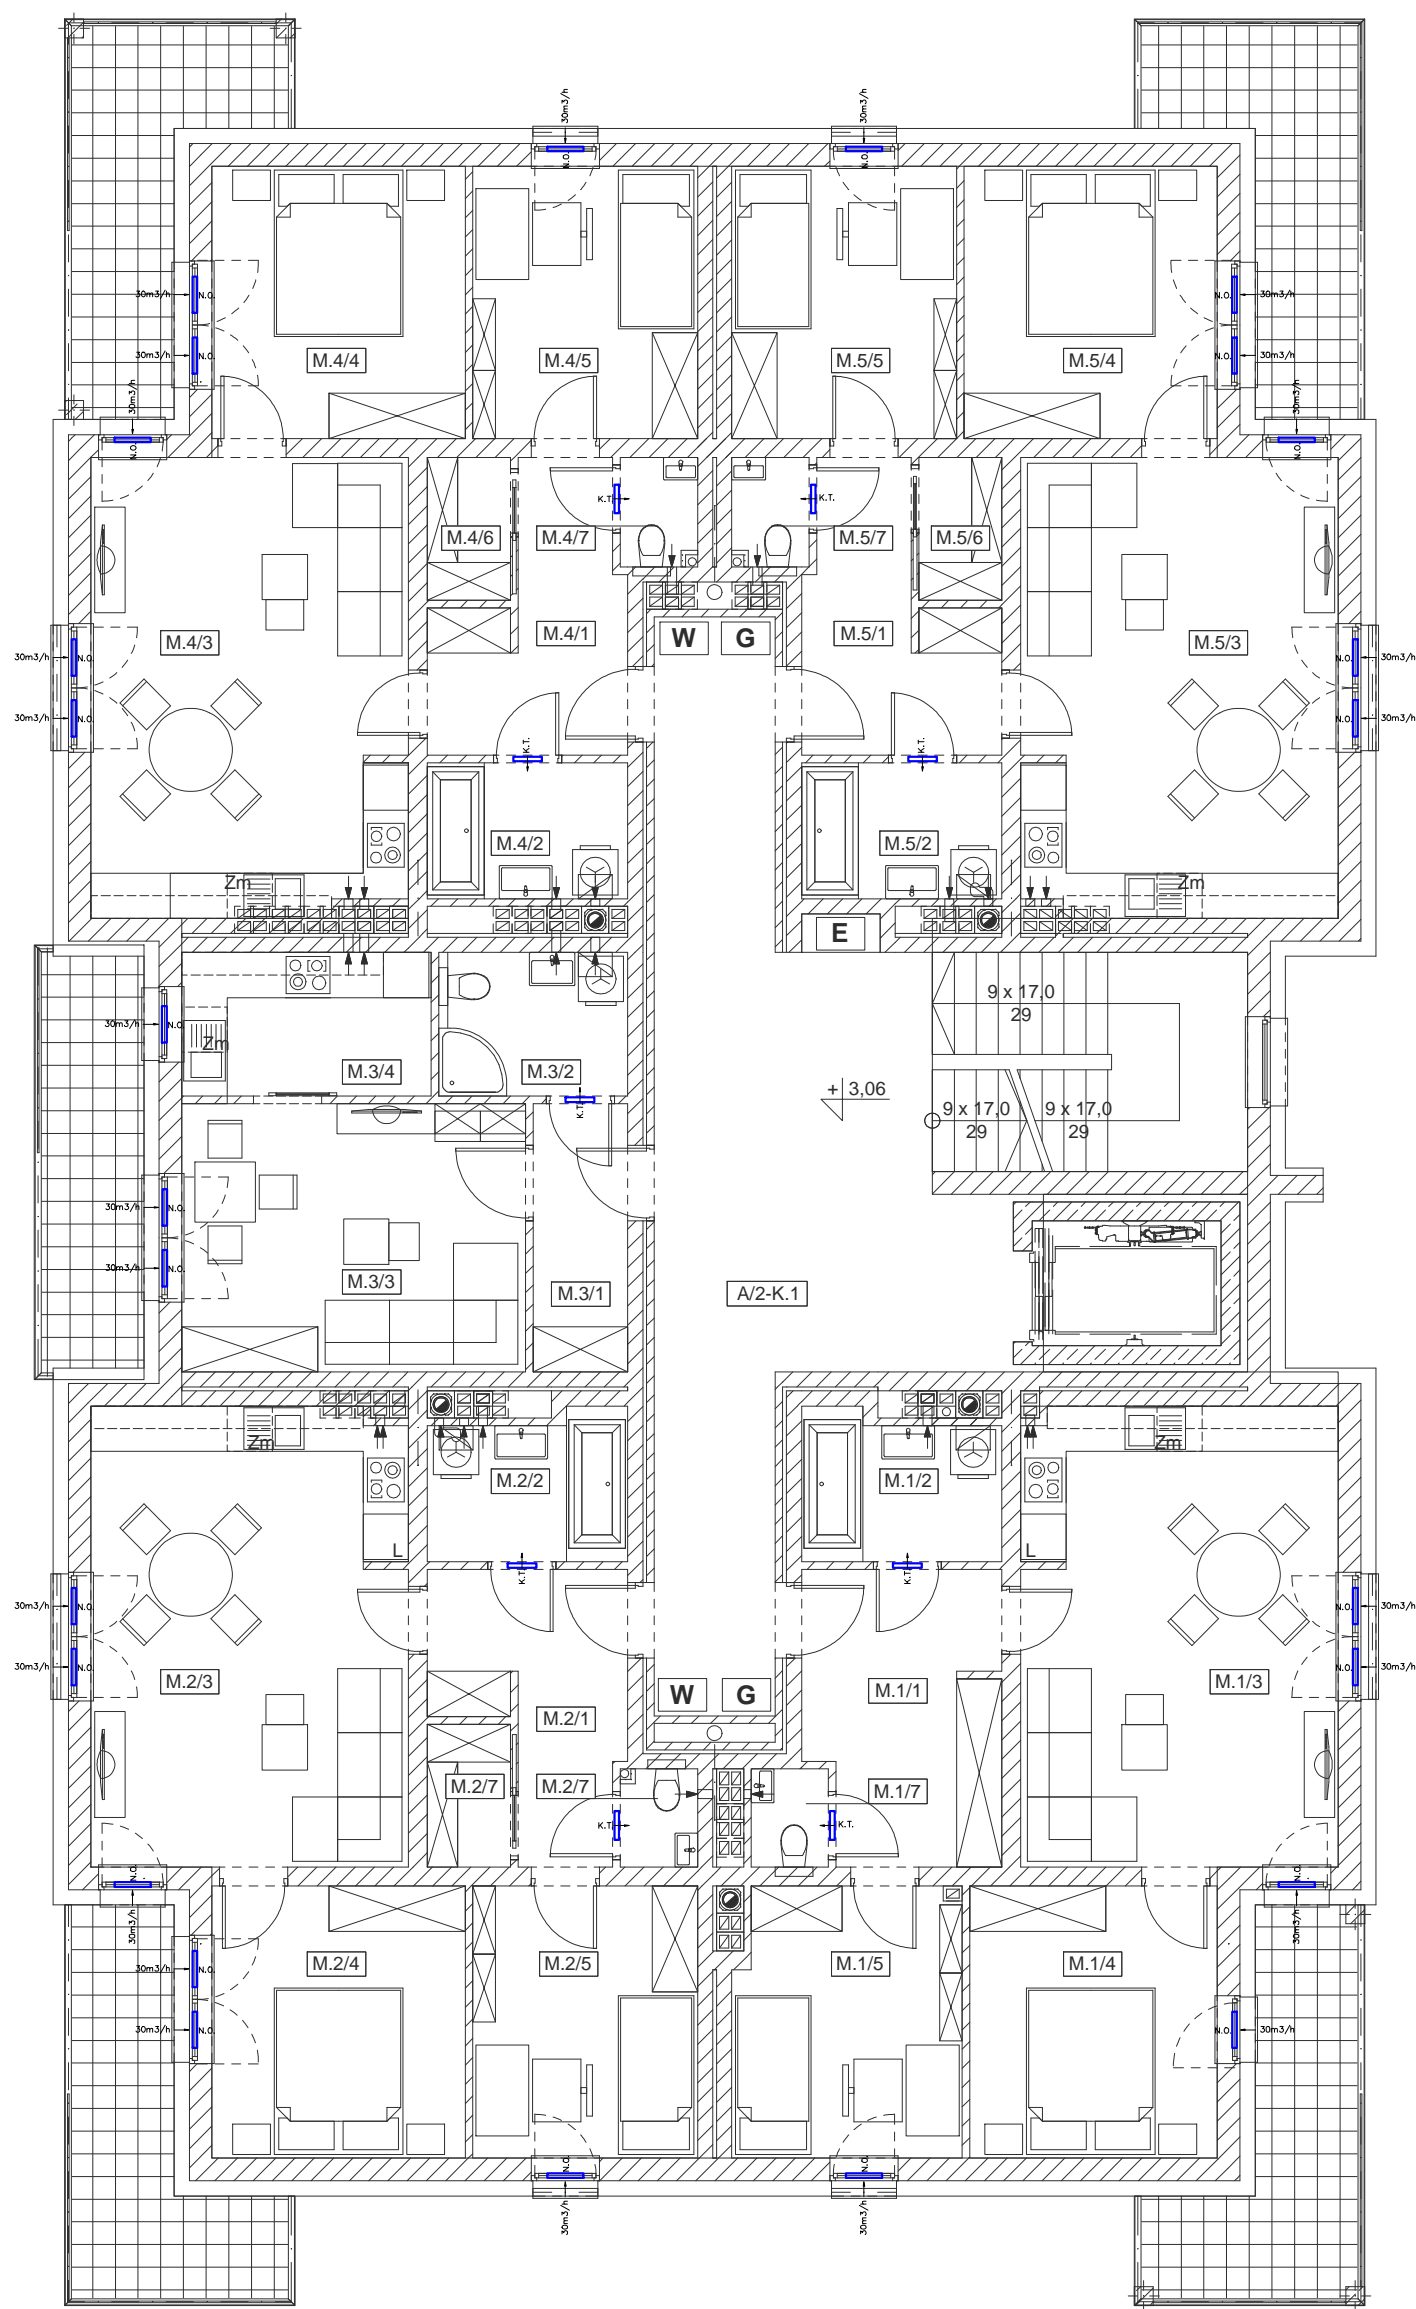 30m3/h
30m3/h
N.O.
N.O.
30m3/h
N.O.
N.O.
30m3/h
30m3/h
N.O.
N.O.
30m3/h
M.4/4
M.4/5
M.5/5
M.5/4
30m3/h
30m3/h
N.O.
N.O.
K.T.
K.T.
M.4/6
M.4/7
M.5/7
M.5/6
M.4/3
M.4/1
W
G
M.5/1
M.5/3
30m3/h
N.O.
N.O.
30m3/h
30m3/h
N.O.
N.O.
30m3/h
K.T.
K.T.
M.4/2
M.5/2
Zm
Zm
E
9 x 17,0
29
30m3/h
N.O.
Zm
M.3/4
M.3/2
K.T.
+ 3,06
9 x 17,0
29
9 x 17,0
29
30m3/h
N.O.
30m3/h
N.O.
M.3/3
M.3/1
A/2-K.1
Zm
Zm
M.2/2
M.1/2
L
L
K.T.
K.T.
30m3/h
N.O.
N.O.
30m3/h
30m3/h
N.O.
N.O.
30m3/h
M.2/3
W
G
M.1/1
M.1/3
M.2/1
M.2/7
M.2/7
M.1/7
K.T.
K.T.
N.O.
N.O.
30m3/h
30m3/h
M.2/4
M.2/5
M.1/5
M.1/4
30m3/h
N.O.
30m3/h
N.O.
N.O.
30m3/h
N.O.
N.O.
30m3/h
30m3/h